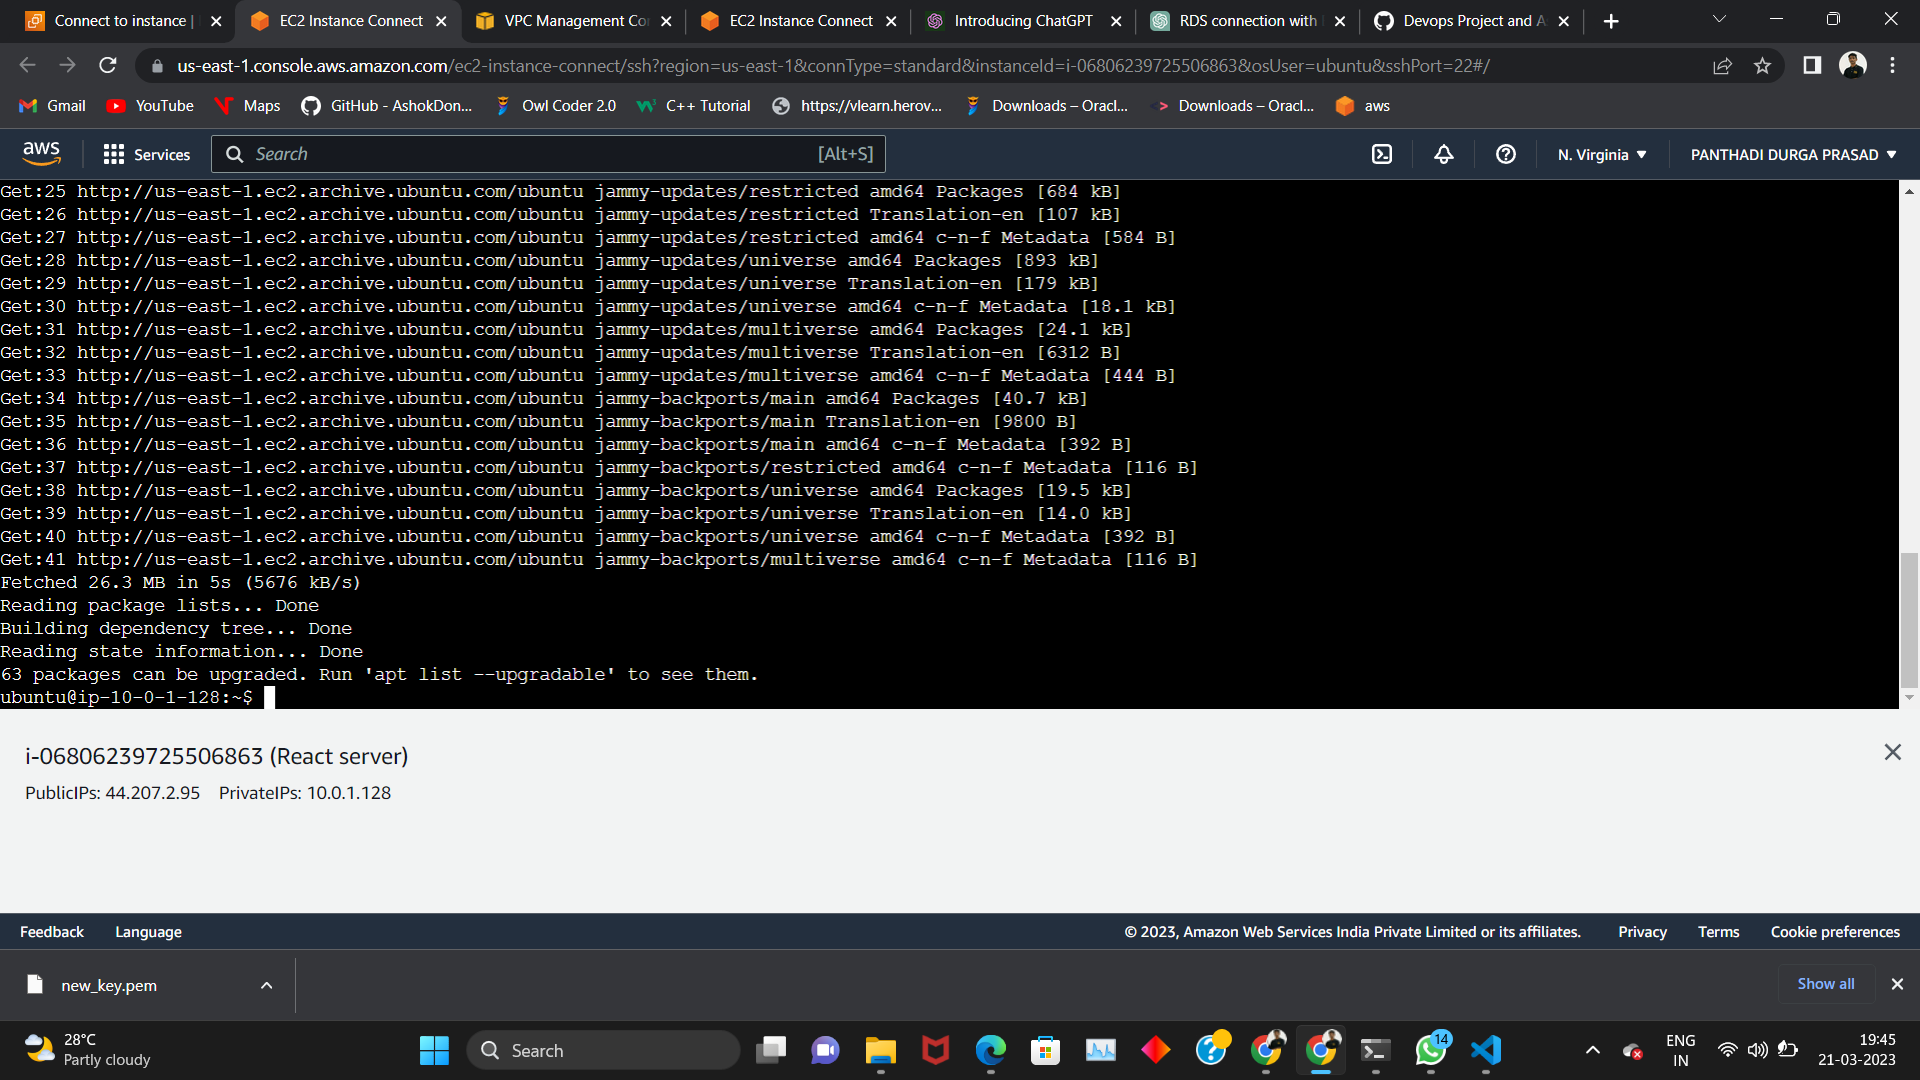 Connect to instance |
EC2 Instance Connect
VPC Management Co
EC2 Instance Connect
Introducing ChatGPT
RDS connection with
Devops Project and A
us-east-1.console.aws.amazon.com/ec2-instance-connect/ssh?region=us-east-1&connType=standard&instanceId=i-06806239725506863&osUser=ubuntu&sshPort=22#/
Gmail
YouTube
Maps
GitHub - AshokDon...
Owl Coder 2.0
C++ Tutorial
https://vlearn.herov...
Downloads – Oracl...
Downloads – Oracl...
aws
aws
Services
Search
[Alt+S]
N. Virginia
PANTHADI DURGA PRASAD
Get:25 http://us-east-1.ec2.archive.ubuntu.com/ubuntu jammy-updates/restricted amd64 Packages [684 kB]
Get:26 http://us-east-1.ec2.archive.ubuntu.com/ubuntu jammy-updates/restricted Translation-en [107 kB]
Get:27 http://us-east-1.ec2.archive.ubuntu.com/ubuntu jammy-updates/restricted amd64 c-n-f Metadata [584 B]
Get:28 http://us-east-1.ec2.archive.ubuntu.com/ubuntu jammy-updates/universe amd64 Packages [893 kB]
Get:29 http://us-east-1.ec2.archive.ubuntu.com/ubuntu jammy-updates/universe Translation-en [179 kB]
Get:30 http://us-east-1.ec2.archive.ubuntu.com/ubuntu jammy-updates/universe amd64 c-n-f Metadata [18.1 kB]
Get:31 http://us-east-1.ec2.archive.ubuntu.com/ubuntu jammy-updates/multiverse amd64 Packages [24.1 kB]
Get:32 http://us-east-1.ec2.archive.ubuntu.com/ubuntu jammy-updates/multiverse Translation-en [6312 B]
Get:33 http://us-east-1.ec2.archive.ubuntu.com/ubuntu jammy-updates/multiverse amd64 c-n-f Metadata [444 B]
Get:34 http://us-east-1.ec2.archive.ubuntu.com/ubuntu jammy-backports/main amd64 Packages [40.7 kB]
Get:35 http://us-east-1.ec2.archive.ubuntu.com/ubuntu jammy-backports/main Translation-en [9800 B]
Get:36 http://us-east-1.ec2.archive.ubuntu.com/ubuntu jammy-backports/main amd64 c-n-f Metadata [392 B]
Get:37 http://us-east-1.ec2.archive.ubuntu.com/ubuntu jammy-backports/restricted amd64 c-n-f Metadata [116 B]
Get:38 http://us-east-1.ec2.archive.ubuntu.com/ubuntu jammy-backports/universe amd64 Packages [19.5 kB]
Get:39 http://us-east-1.ec2.archive.ubuntu.com/ubuntu jammy-backports/universe Translation-en [14.0 kB]
Get:40 http://us-east-1.ec2.archive.ubuntu.com/ubuntu jammy-backports/universe amd64 c-n-f Metadata [392 B]
Get:41 http://us-east-1.ec2.archive.ubuntu.com/ubuntu jammy-backports/multiverse amd64 c-n-f Metadata [116 B]
Fetched 26.3 MB in 5s (5676 kB/s)
Reading package lists... Done
Building dependency tree... Done
Reading state information... Done
63 packages can be upgraded. Run 'apt list --upgradable' to see them.
ubuntu@ip-10-0-1-128:~$
i-06806239725506863 (React server)
PublicIPs: 44.207.2.95 PrivateIPs: 10.0.1.128
Feedback
Language
© 2023, Amazon Web Services India Private Limited or its affiliates.
Privacy
Terms
Cookie preferences
new_key.pem
Show all
28°C
Partly cloudy
Search
14
ENG
IN
19:45
21-03-2023